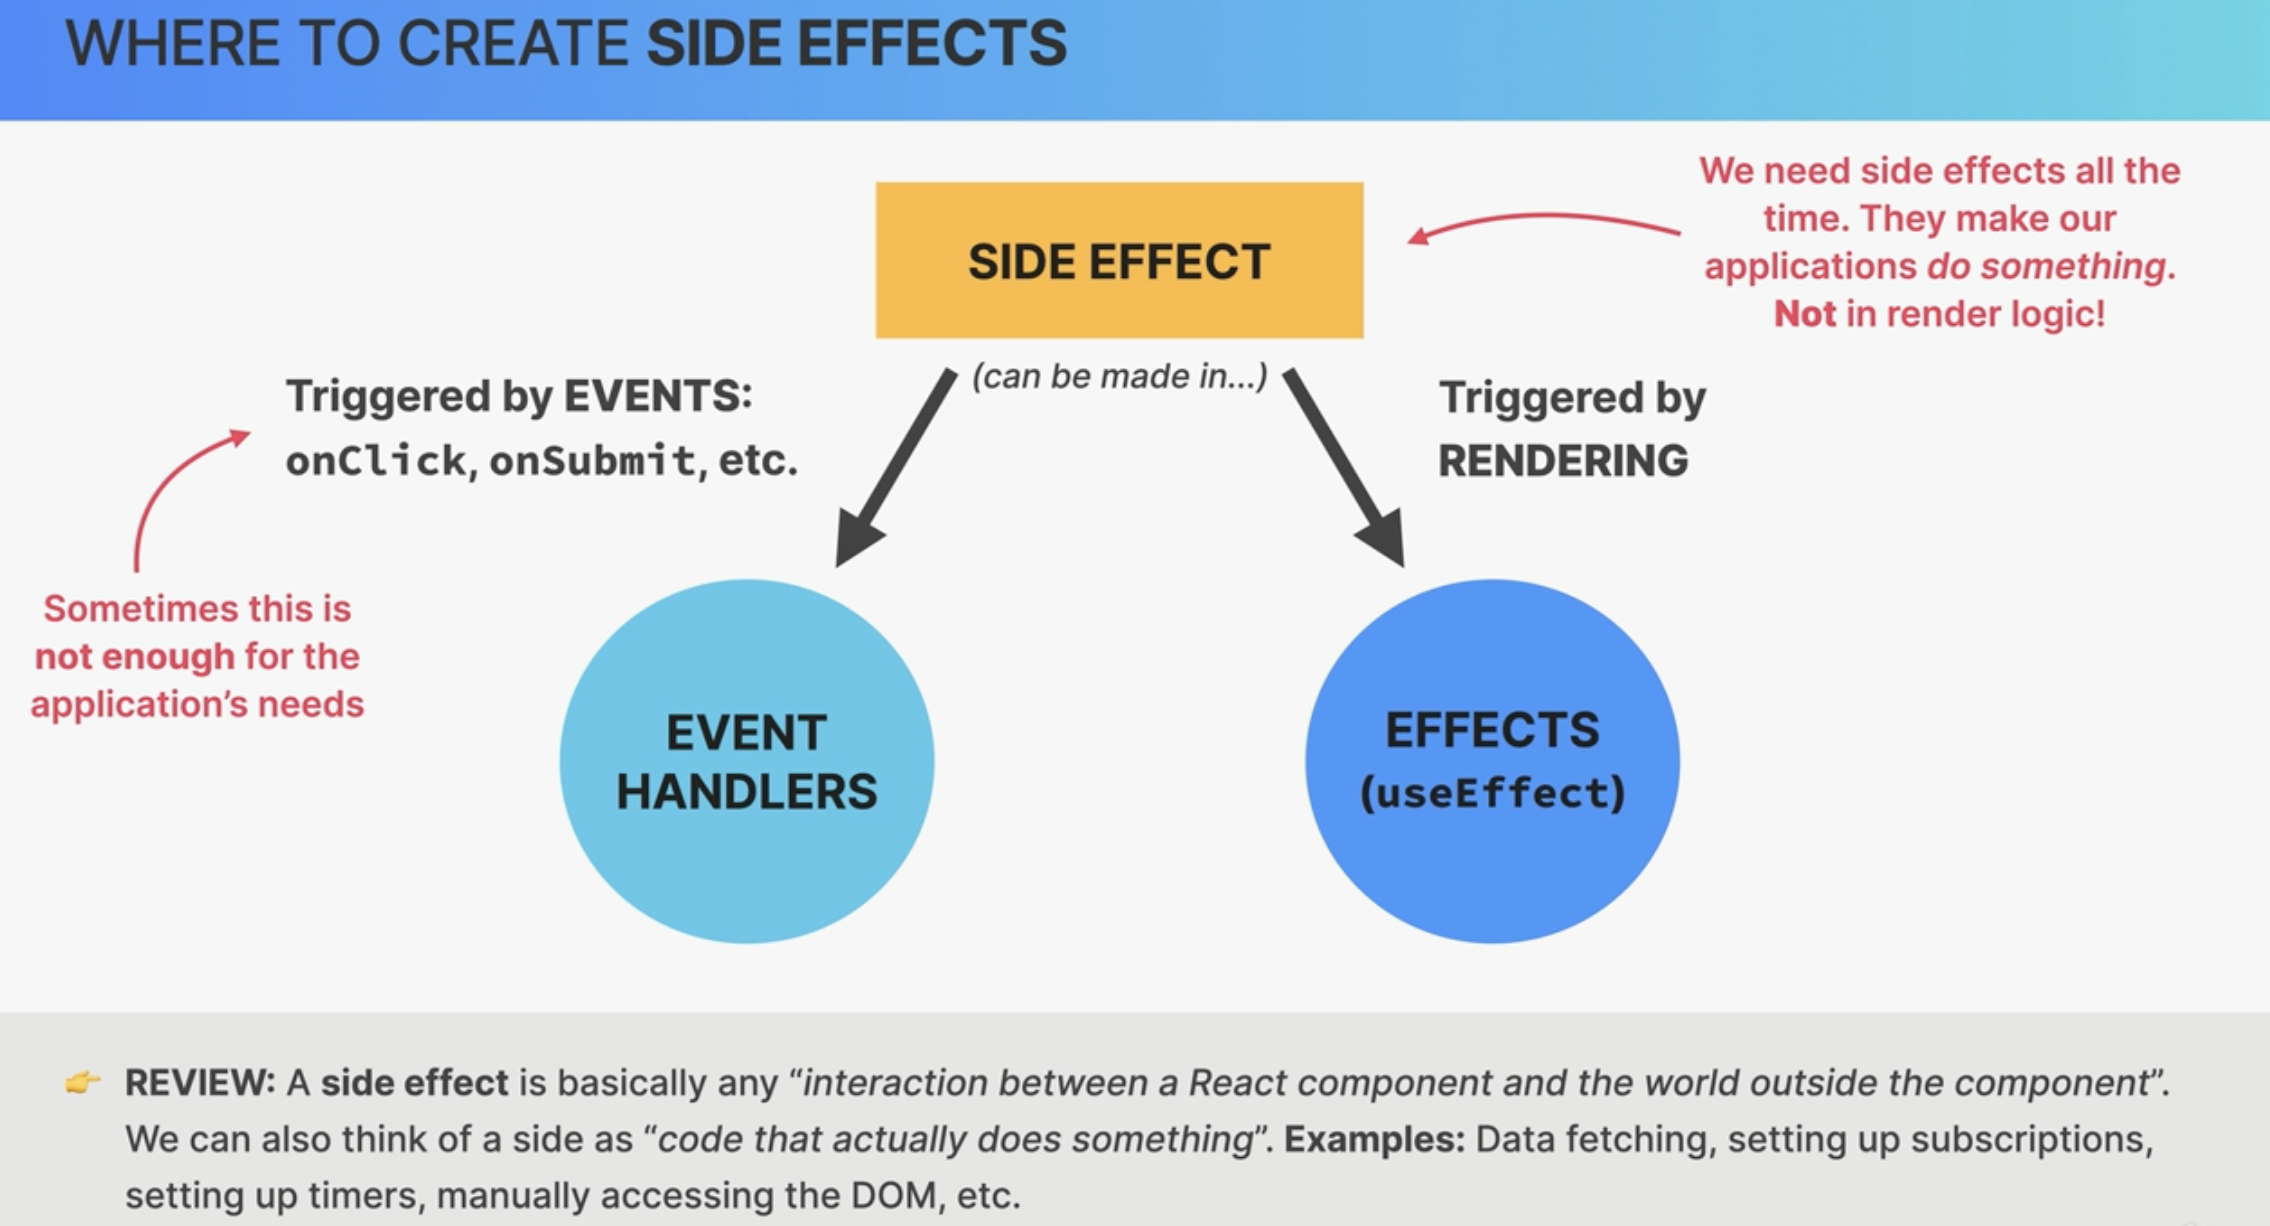 WHERE TO CREATE SIDE EFFECTS
We need side effects all the
time. They make our
applications do something.
Not in render logic!
SIDE EFFECT
(can be made in...)
Triggered by EVENTS:
onClick, onSubmit, etc.
Triggered by
RENDERING
Sometimes this is
not enough for the
application’s needs
EVENT
HANDLERS
EFFECTS
(useEffect)
👉 REVIEW: A side effect is basically any “interaction between a React component and the world outside the component”.
We can also think of a side as “code that actually does something”. Examples: Data fetching, setting up subscriptions,
setting up timers, manually accessing the DOM, etc.